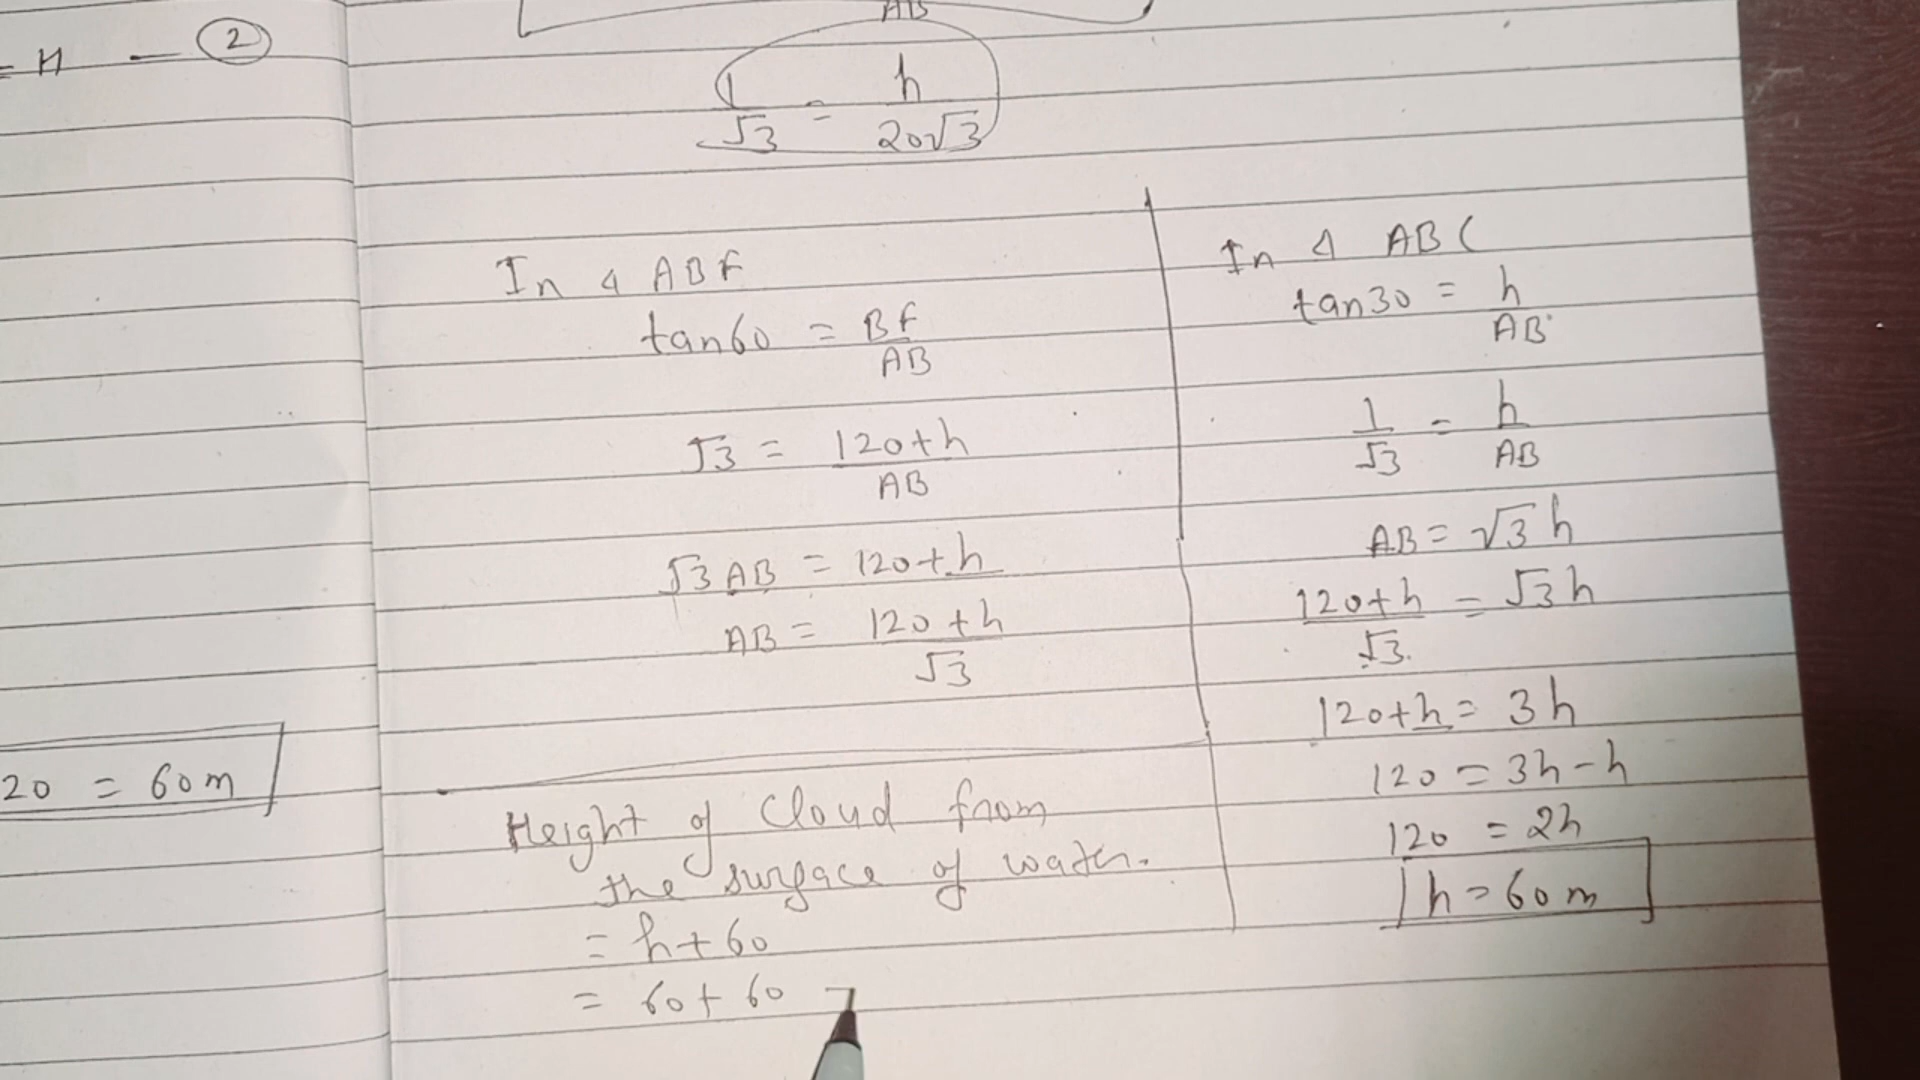 = H — 2
AB
1/√3 = h/20√3
20 = 60m
In △ ABF
tan60 = BF/AB
√3 = 120+h/AB
√3 AB = 120+h
AB = 120+h/√3
Height of Cloud from
the surface of water.
= h+60
= 60+60 =
In △ ABC
tan30 = h/AB
1/√3 = h/AB
AB = √3 h
120+h/√3 = √3 h
120+h = 3h
120 = 3h-h
120 = 2h
h = 60 m